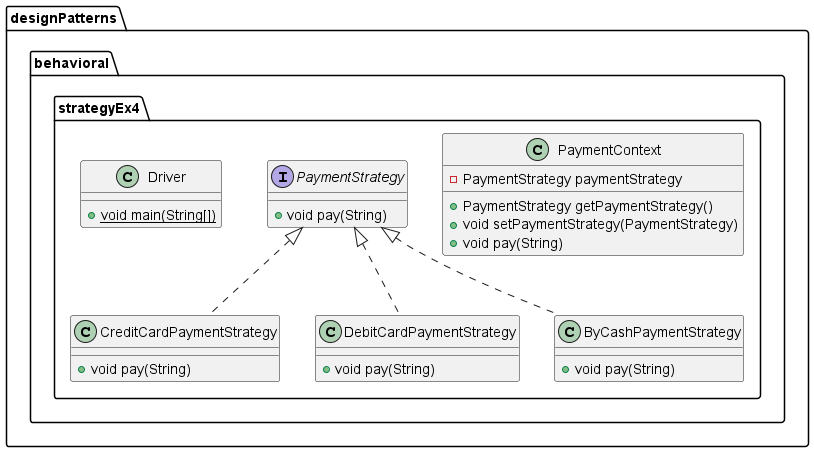 designPatterns
behavioral
strategyEx4
C Driver
void main(String[])
I PaymentStrategy
void pay(String)
C PaymentContext
PaymentStrategy paymentStrategy
PaymentStrategy getPaymentStrategy()
void setPaymentStrategy(PaymentStrategy)
void pay(String)
C CreditCardPaymentStrategy
void pay(String)
C DebitCardPaymentStrategy
void pay(String)
C ByCashPaymentStrategy
void pay(String)